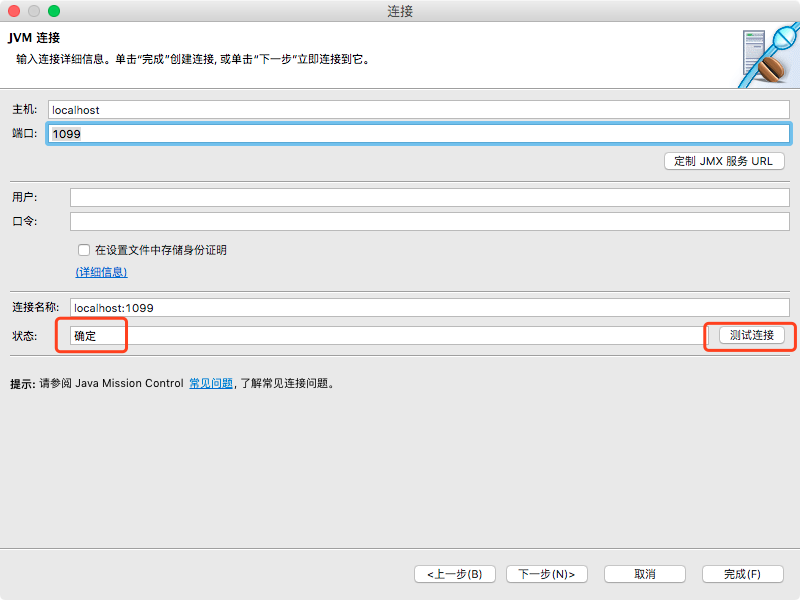 连接
JVM 连接
输入连接详细信息。单击“完成”创建连接, 或单击“下一步”立即连接到它。
主机: localhost
端口: 1099
定制 JMX 服务 URL
用户:
口令:
在设置文件中存储身份证明
(详细信息)
连接名称: localhost:1099
状态: 确定 测试连接
提示: 请参阅 Java Mission Control 常见问题, 了解常见连接问题。
<上一步(B) 下一步(N)> 取消 完成(F)